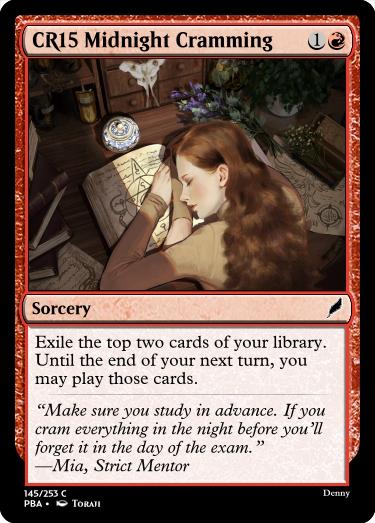 CR15 Midnight Cramming 1
Sorcery
Exile the top two cards of your library.
Until the end of your next turn, you
may play those cards.
“Make sure you study in advance. If you
cram everything in the night before you’ll
forget it in the day of the exam.”
—Mia, Strict Mentor
145/253 C
Denny
PBA • Toraji